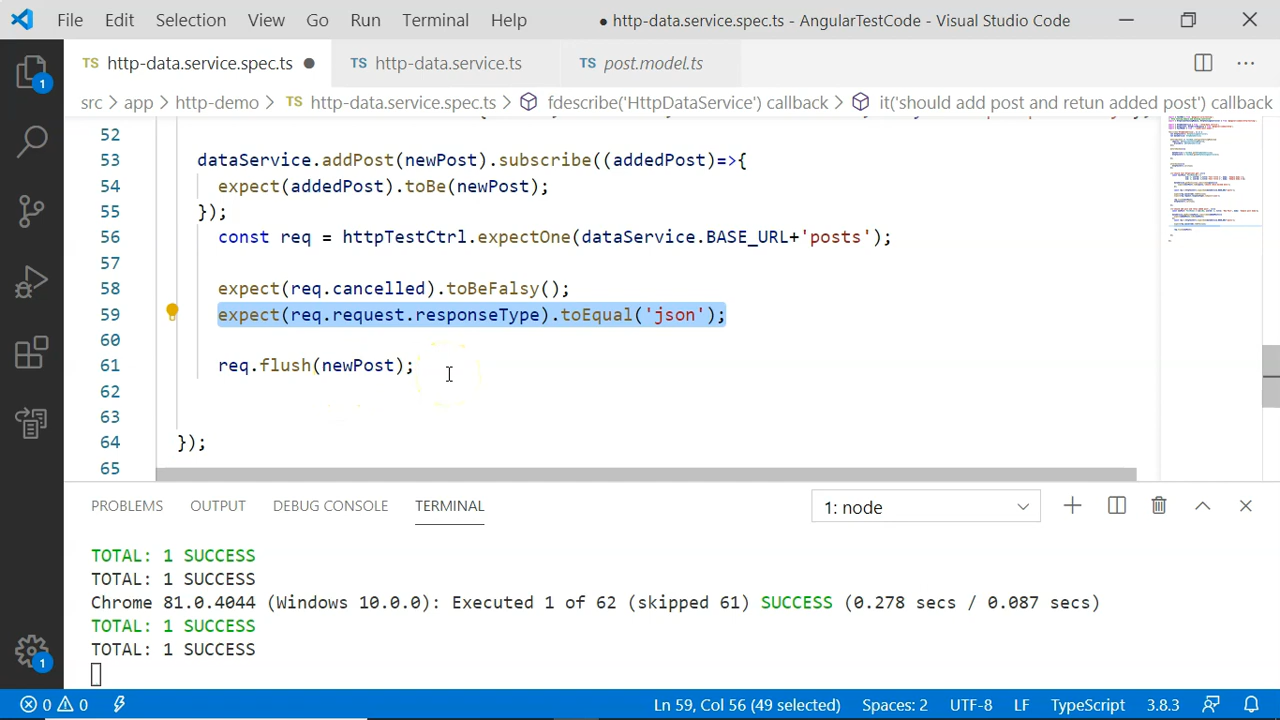 File Edit Selection View Go Run Terminal Help ● http-data.service.spec.ts - AngularTestCode - Visual Studio Code
1 TS http-data.service.spec.ts ● TS http-data.service.ts TS post.model.ts ...
src > app > http-demo > TS http-data.service.spec.ts > fdescribe('HttpDataService') callback > it('should add post and retun added post') callback
52
53 dataService.addPost(newPost).subscribe((addedPost)=>{
54 expect(addedPost).toBe(newPost);
55 });
56 const req = httpTestCtrl.expectOne(dataService.BASE_URL+'posts');
57
58 expect(req.cancelled).toBeFalsy();
59 expect(req.request.responseType).toEqual('json');
60
61 req.flush(newPost);
62
63
64 });
65
PROBLEMS OUTPUT DEBUG CONSOLE TERMINAL 1: node
TOTAL: 1 SUCCESS
TOTAL: 1 SUCCESS
Chrome 81.0.4044 (Windows 10.0.0): Executed 1 of 62 (skipped 61) SUCCESS (0.278 secs / 0.087 secs)
TOTAL: 1 SUCCESS
TOTAL: 1 SUCCESS
1
0 0 Ln 59, Col 56 (49 selected) Spaces: 2 UTF-8 LF TypeScript 3.8.3